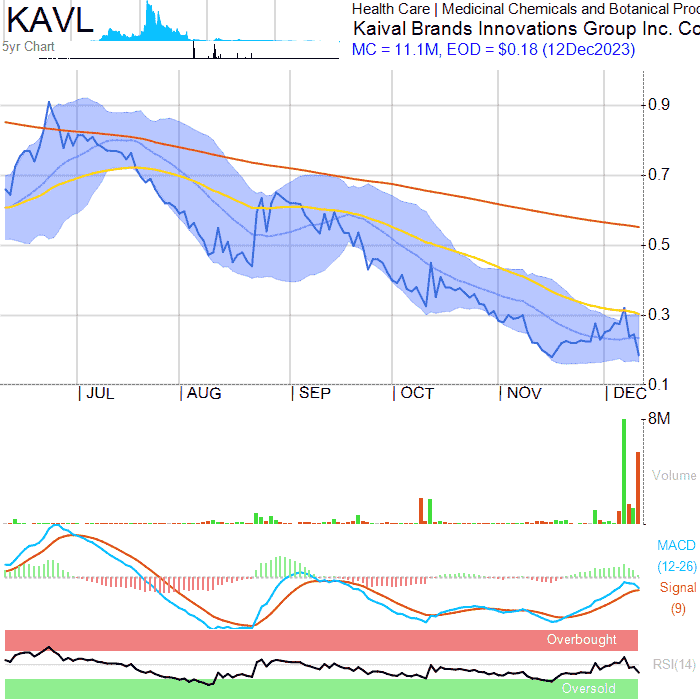 KAVL
5yr Chart
Health Care | Medicinal Chemicals and Botanical Proc
Kaival Brands Innovations Group Inc. Co
MC = 11.1M, EOD = $0.18 (12Dec2023)
0.9
0.7
0.5
0.3
0.1
| JUL | AUG | SEP | OCT | NOV | DEC
8M
Volume
MACD
(12-26)
Signal
(9)
Overbought
RSI(14)
Oversold